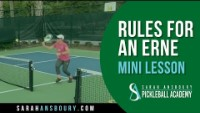 RULES FOR
AN ERNE
MINI LESSON
SARAH ANSBOURY
PICKLEBALL ACADEMY
SARAHANSBOURY.COM